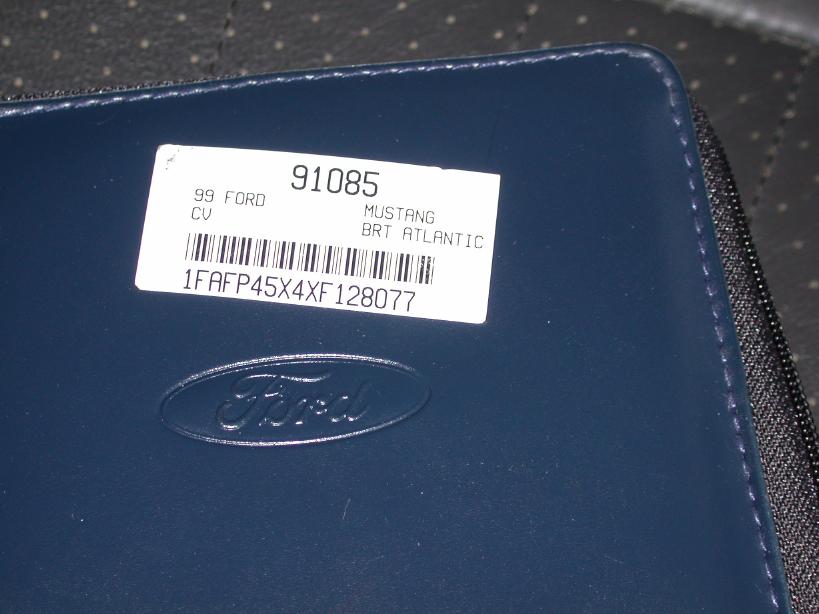 91085
99 FORD MUSTANG
CV BRT ATLANTIC
1FAFP45X4XF128077
Ford